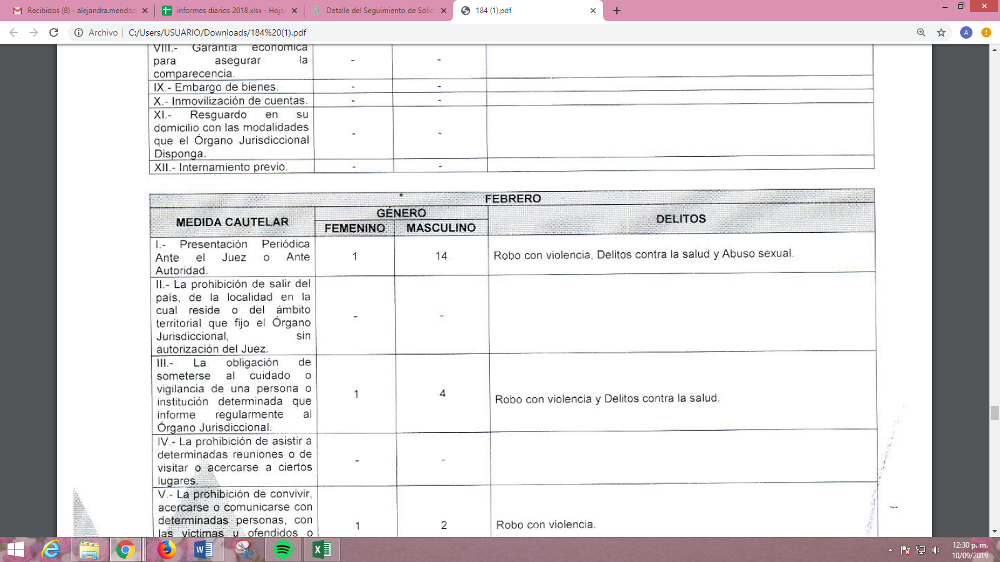 Recibidos (8) - alejandra.mendoz
informes diarios 2018.xlsx - Hoja
Detalle del Seguimiento de Solici
184 (1).pdf
Archivo
C:/Users/USUARIO/Downloads/184%20(1).pdf
A
VIII.- Garantía económica
para asegurar la
comparecencia.
- -
IX.- Embargo de bienes. - -
X.- Inmovilización de cuentas. - -
XI.- Resguardo en su
domicilio con las modalidades
que el Órgano Jurisdiccional
Disponga.
- -
XII.- Internamiento previo. - -
FEBRERO
MEDIDA CAUTELAR
GÉNERO
FEMENINO MASCULINO
DELITOS
I.- Presentación Periódica
Ante el Juez o Ante
Autoridad.
1 14 Robo con violencia, Delitos contra la salud y Abuso sexual.
II.- La prohibición de salir del
país, de la localidad en la
cual reside o del ámbito
territorial que fijo el Órgano
Jurisdiccional, sin
autorización del Juez.
- -
III.- La obligación de
someterse al cuidado o
vigilancia de una persona o
institución determinada que
informe regularmente al
Órgano Jurisdiccional.
1 4 Robo con violencia y Delitos contra la salud.
IV.- La prohibición de asistir a
determinadas reuniones o de
visitar o acercarse a ciertos
lugares.
- -
V.- La prohibición de convivir,
acercarse o comunicarse con
determinadas personas, con
las víctimas u ofendidos o
1 2 Robo con violencia.
12:30 p. m.
10/09/2019